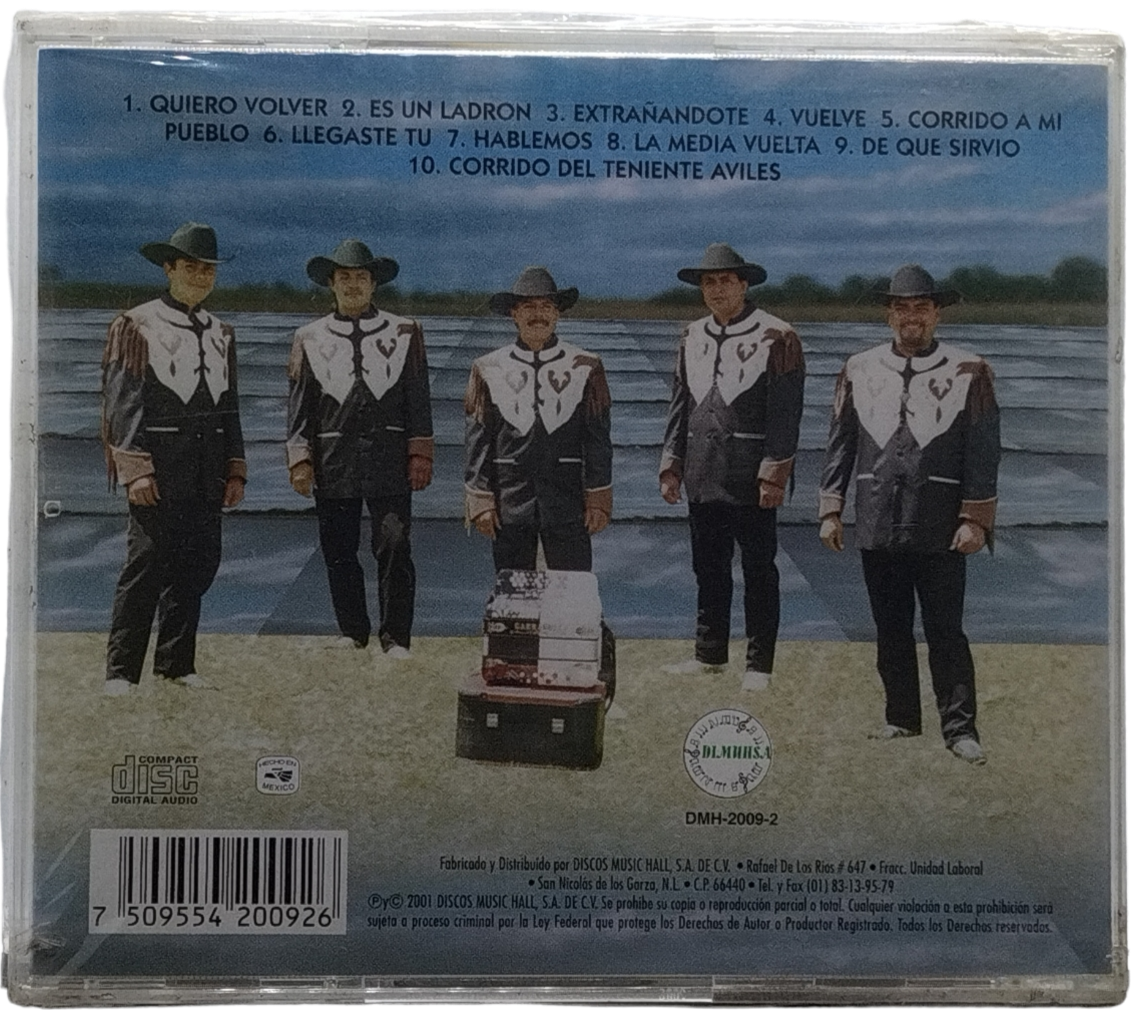 1. QUIERO VOLVER 2. ES UN LADRON 3. EXTRAÑANDOTE 4. VUELVE 5. CORRIDO A MI
PUEBLO 6. LLEGASTE TU 7. HABLEMOS 8. LA MEDIA VUELTA 9. DE QUE SIRVIO
10. CORRIDO DEL TENIENTE AVILES
COMPACT
disc
DIGITAL AUDIO
HECHO EN
MEXICO
DLMUHSA
DMH-2009-2
7 509554 200926
Fabricado y Distribuido por DISCOS MUSIC HALL, S.A. DE C.V. • Rafael De Los Rios # 647 • Fracc. Unidad Laboral
• San Nicolás de los Garza, N.L. • C.P. 66440 • Tel. y Fax (01) 83-13-95-79
ⓅyⒸ 2001 DISCOS MUSIC HALL, S.A. DE C.V. Se prohibe su copia o reproducción parcial o total. Cualquier violación a esta prohibición será
sujeta a proceso criminal por la Ley Federal que protege los Derechos de Autor o Productor Registrado. Todos los Derechos reservados.